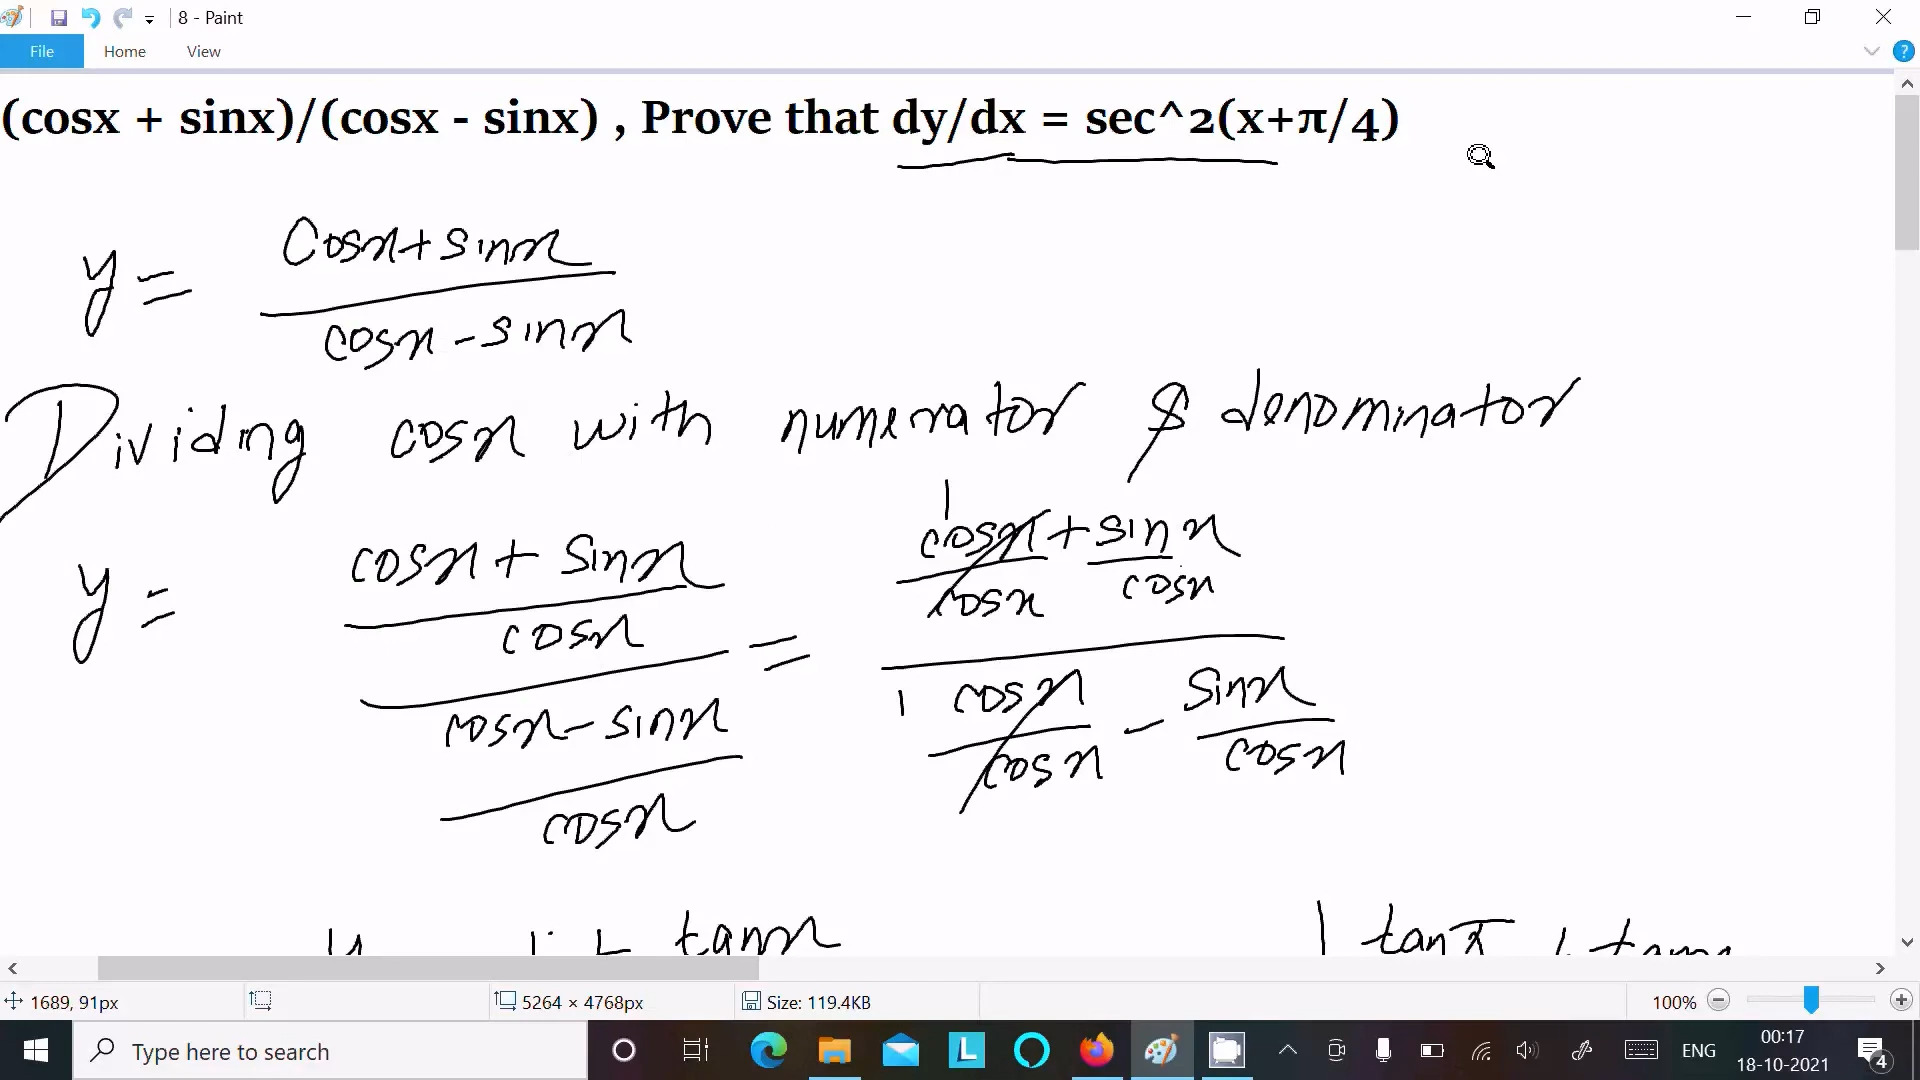 8 - Paint
File Home View
(cosx + sinx)/(cosx - sinx) , Prove that dy/dx = sec^2(x+π/4)
y = Cosx + sinx
cosx - sinx
Dividing cosx with numerator & denominator
y = cosx + sinx / cosx = 1 cosx / cosx + sinx / cosx
cosx - sinx / cosx 1 cosx / cosx - sinx / cosx
tanx tan π
1689, 91px 5264 × 4768px Size: 119.4KB 100%
Type here to search L ENG 00:17
18-10-2021 4